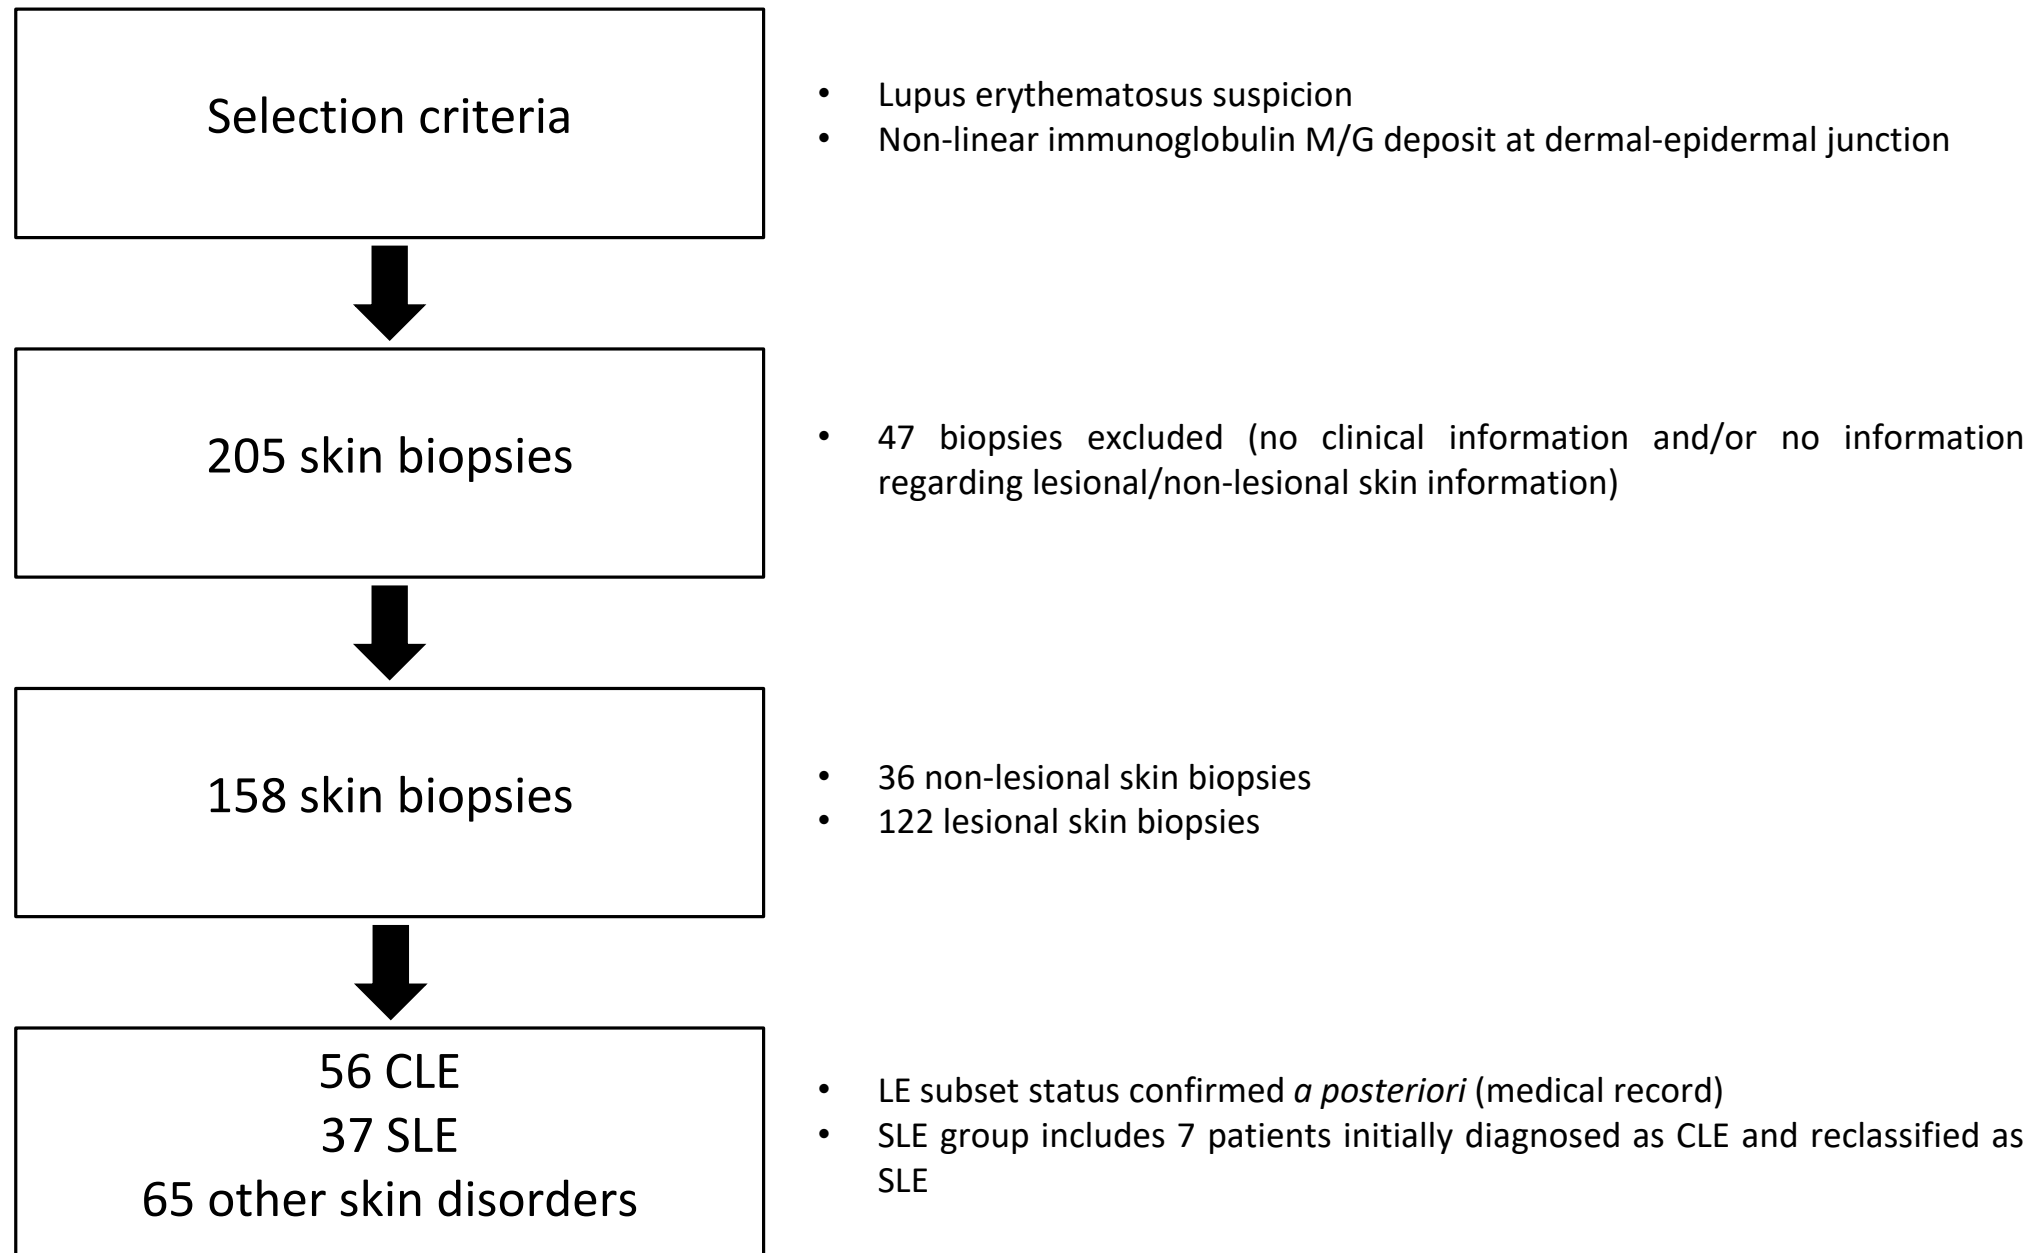 Selection criteria
• Lupus erythematosus suspicion
• Non-linear immunoglobulin M/G deposit at dermal-epidermal junction
205 skin biopsies
• 47 biopsies excluded (no clinical information and/or no information
regarding lesional/non-lesional skin information)
158 skin biopsies
• 36 non-lesional skin biopsies
• 122 lesional skin biopsies
56 CLE
37 SLE
65 other skin disorders
• LE subset status confirmed a posteriori (medical record)
• SLE group includes 7 patients initially diagnosed as CLE and reclassified as
SLE